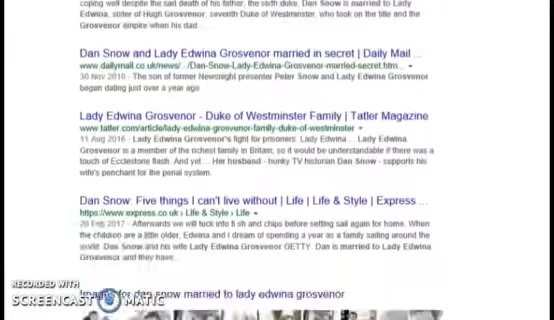 coping well despite the sad death of his father, the sixth duke. Dan Snow is married to Lady
Edwina, sister of Hugh Grosvenor, seventh Duke of Westminster, who took on the title and the
Grosvenor empire when his dad ...
Dan Snow and Lady Edwina Grosvenor married in secret | Daily Mail ...
www.dailymail.co.uk/news/.../Dan-Snow-Lady-Edwina-Grosvenor-married-secret.htm...
30 Nov 2010 - The son of former Newsnight presenter Peter Snow and Lady Edwina Grosvenor
began dating just over a year ago
Lady Edwina Grosvenor - Duke of Westminster Family | Tatler Magazine
www.tatler.com/article/lady-edwina-grosvenor-family-duke-of-westminster
11 Aug 2016 - Lady Edwina Grosvenor's fight for prisoners. Lady Edwina ... Lady Edwina
Grosvenor is a member of the richest family in Britain, so it would be understandable if there was a
touch of Ecclestone flash. And yet ... Her husband - hunky TV historian Dan Snow - supports his
wife's penchant for the penal system.
Dan Snow: Five things I can't live without | Life | Life & Style | Express ...
https://www.express.co.uk › Life & Style › Life
20 Feb 2017 - Afterwards we will tuck into fish and chips before setting sail again for home. When
the children are a little older, Edwina and I dream of spending a year as a family sailing around the
world. Dan Snow and his wife Lady Edwina Grosvenor GETTY. Dan is married to Lady Edwina
Grosvenor and they have...
RECORDED WITH
SCREENCAST MATIC
Images for dan snow married to lady edwina grosvenor